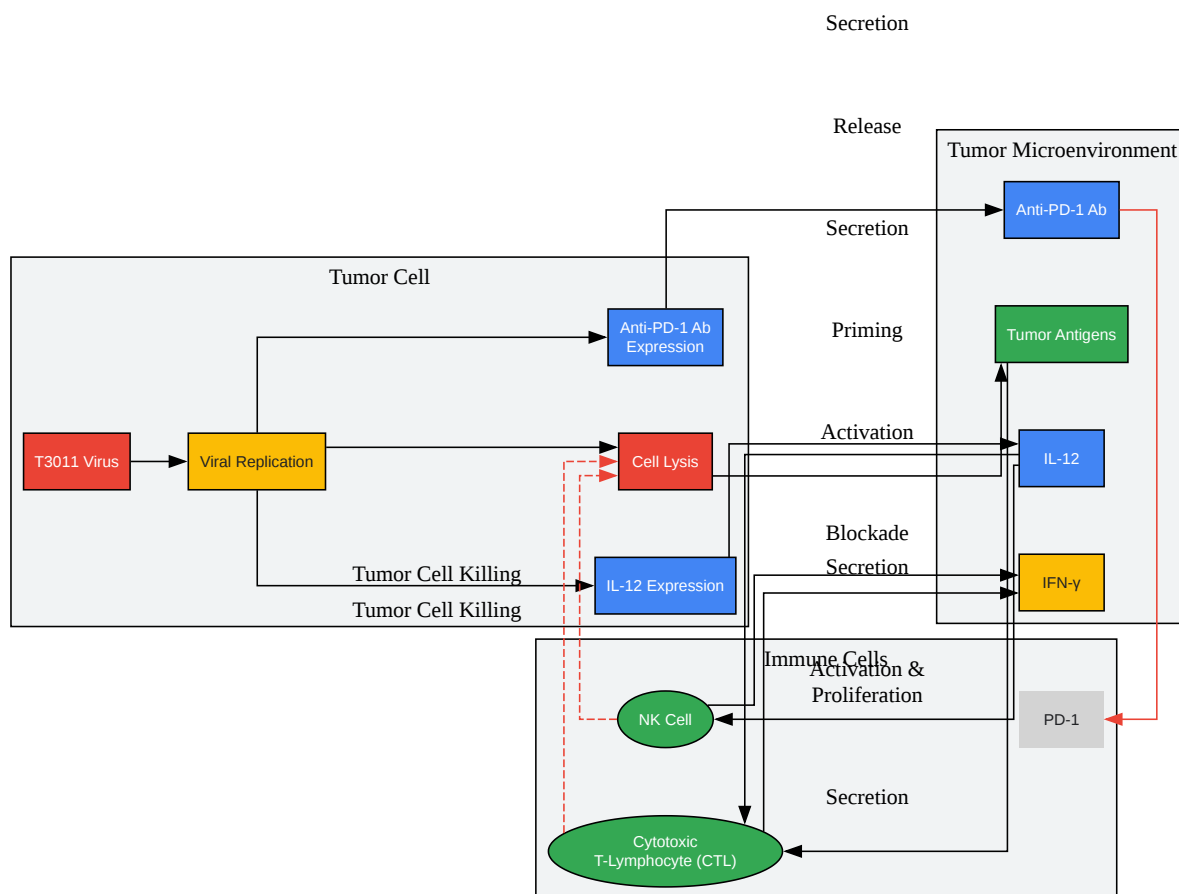 Secretion
Release
Tumor Microenvironment
Anti-PD-1 Ab
Secretion
Tumor Cell
Anti-PD-1 Ab
Expression
Priming
Tumor Antigens
Activation
T3011 Virus
Viral Replication
Cell Lysis
IL-12
Blockade
Secretion
Tumor Cell Killing
IL-12 Expression
IFN-γ
Tumor Cell Killing
Immune Cells
Activation &
Proliferation
NK Cell
PD-1
Secretion
Cytotoxic
T-Lymphocyte (CTL)